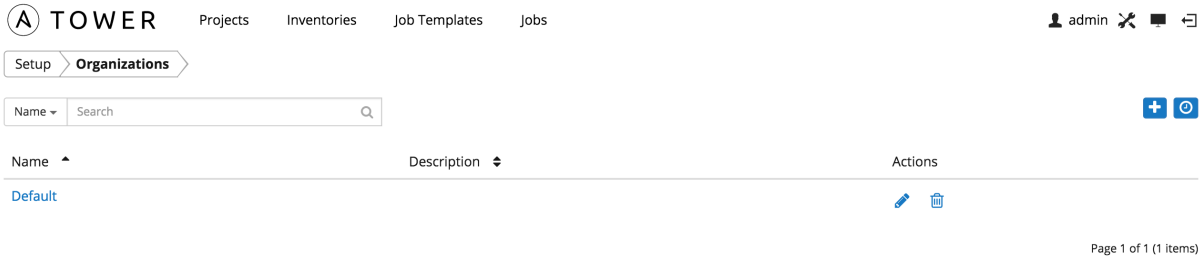 TOWER Projects Inventories Job Templates Jobs admin
Setup Organizations
Name Search
Name Description Actions
Default
Page 1 of 1 (1 items)